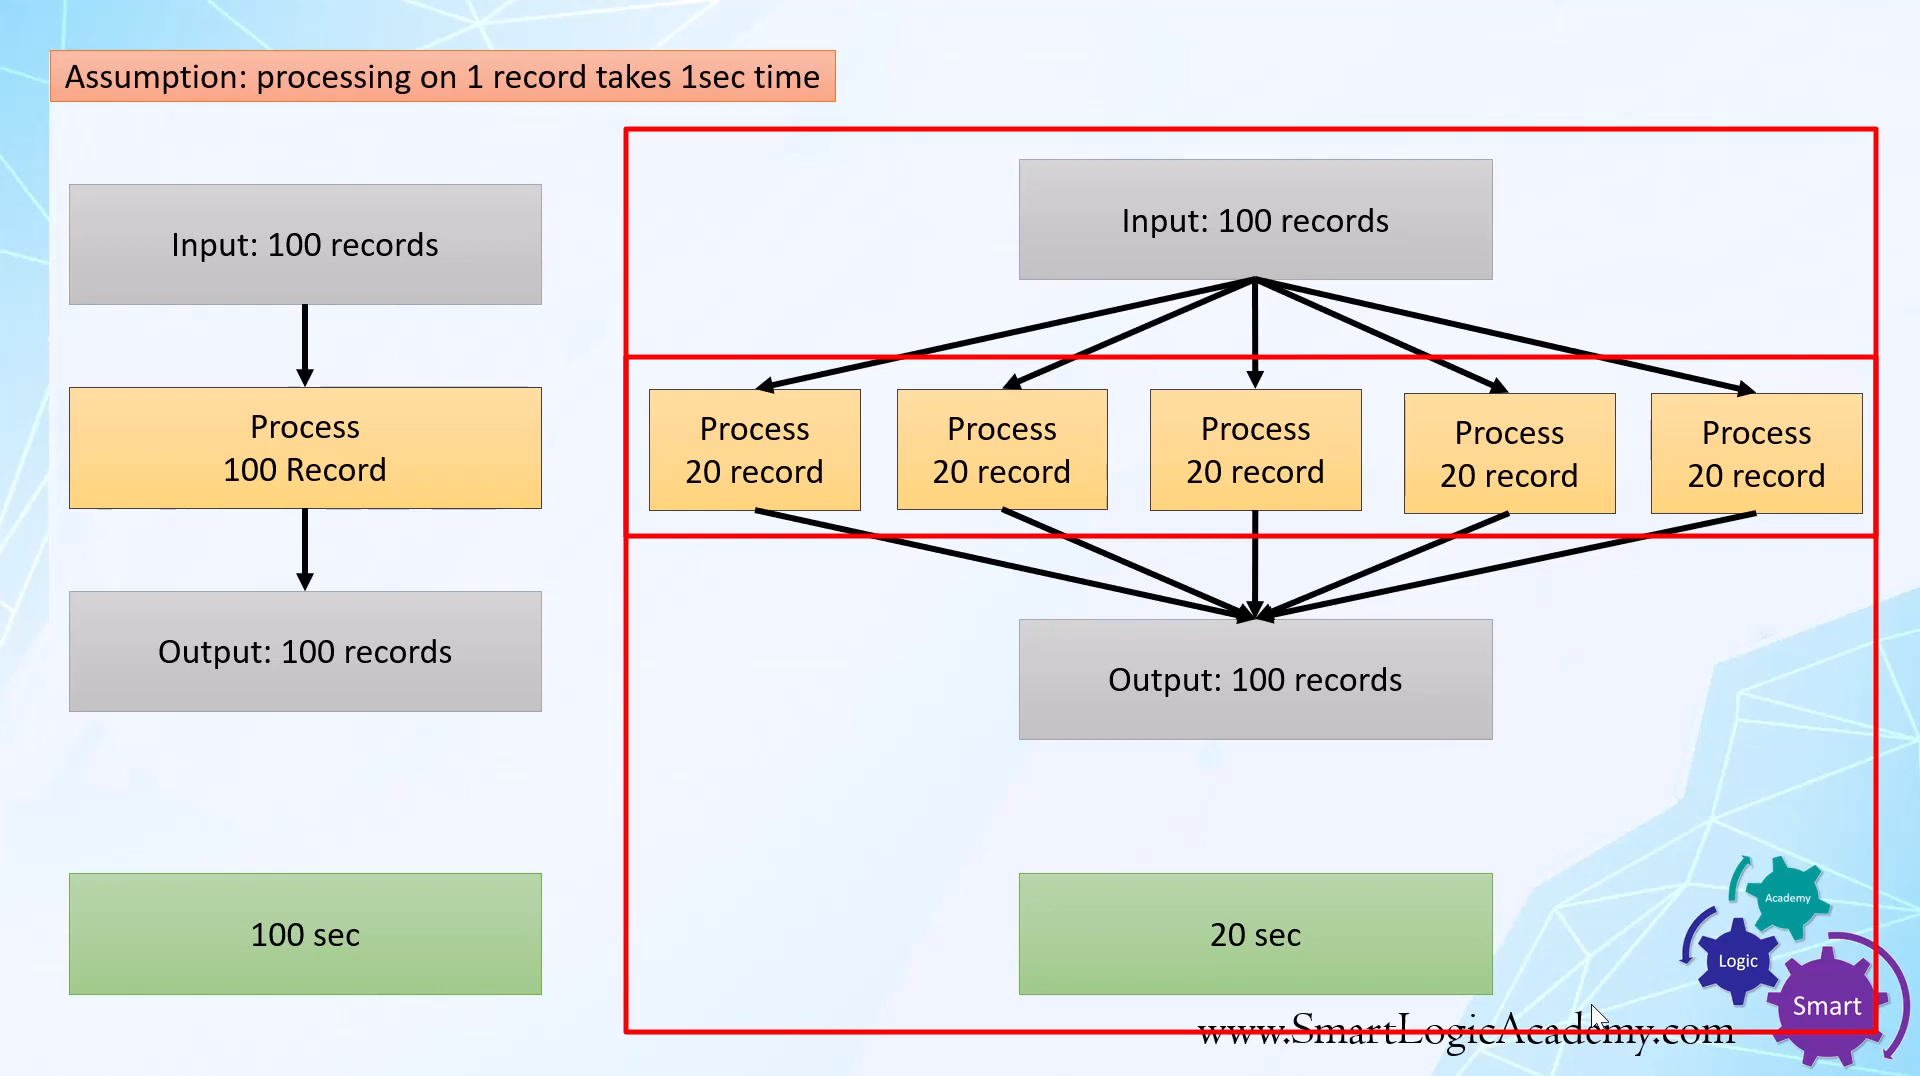 Assumption: processing on 1 record takes 1sec time
Input: 100 records
Process
100 Record
Output: 100 records
100 sec
Input: 100 records
Process
20 record
Process
20 record
Process
20 record
Process
20 record
Process
20 record
Output: 100 records
20 sec
Academy
Logic
Smart
www.SmartLogicAcademy.com